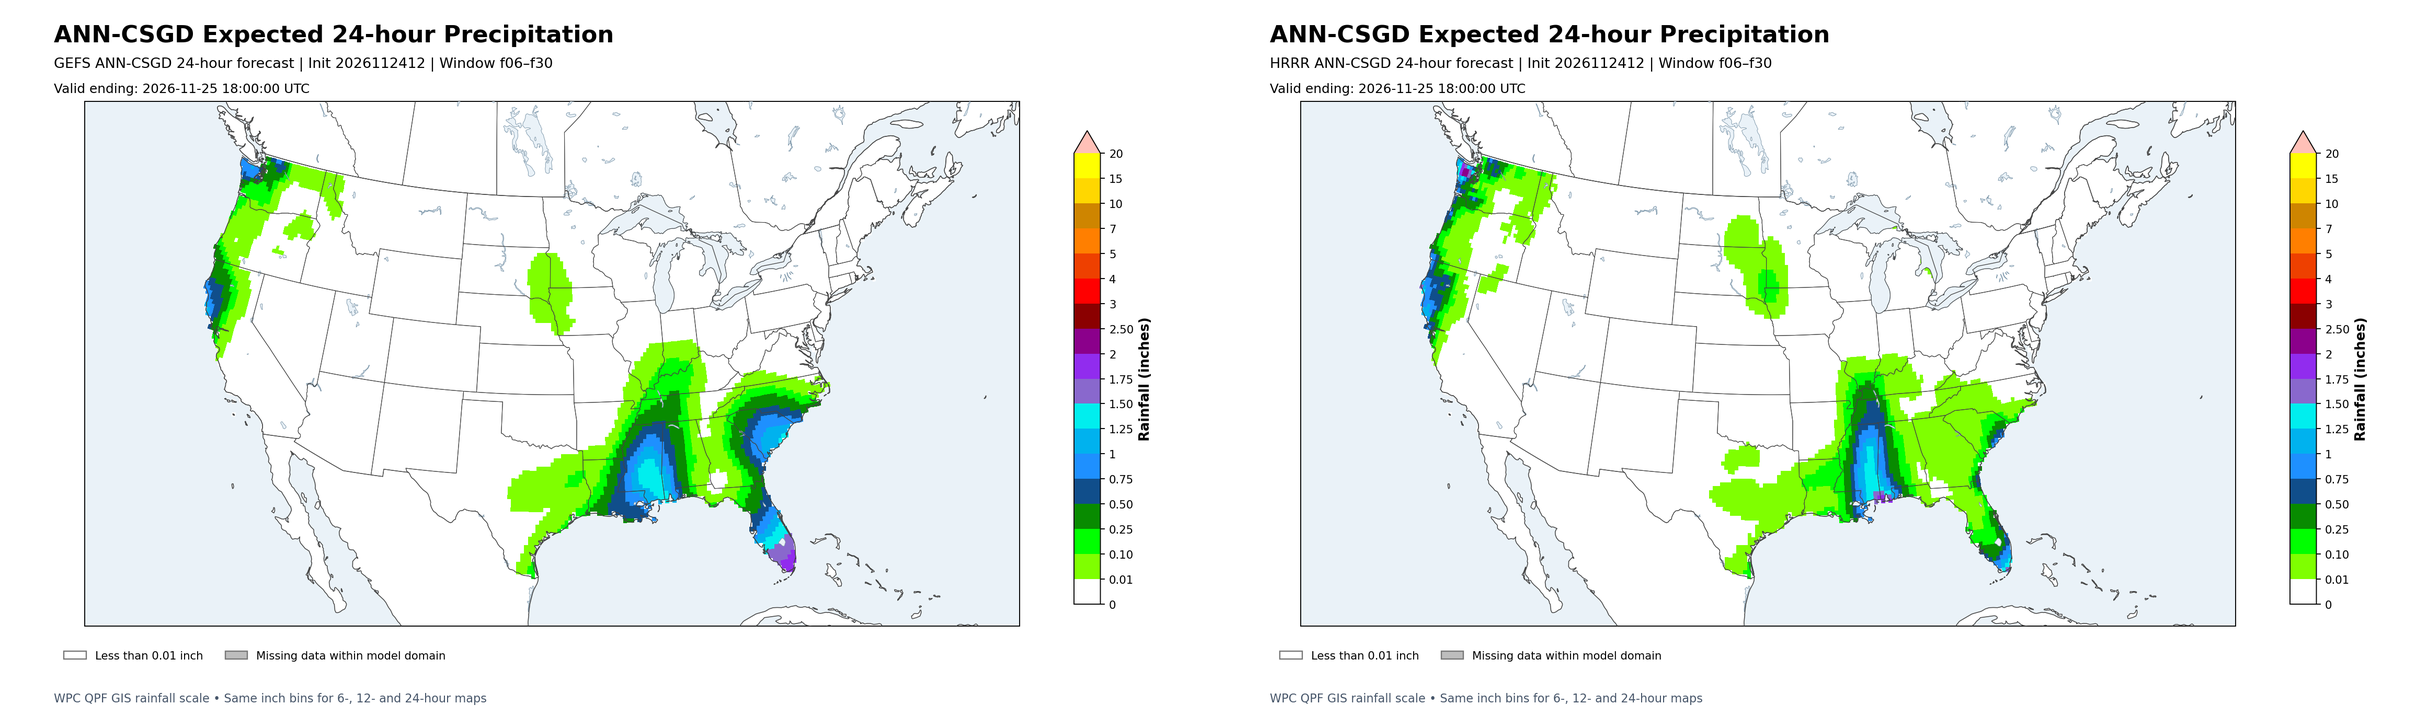 ANN-CSGD Expected 24-hour Precipitation
GEFS ANN-CSGD 24-hour forecast | Init 2026112412 | Window f06–f30
Valid ending: 2026-11-25 18:00:00 UTC
20
15
10
7
5
4
3
2.50
2
1.75
1.50
1.25
1
0.75
0.50
0.25
0.10
0.01
0
Rainfall (inches)
Less than 0.01 inch
Missing data within model domain
WPC QPF GIS rainfall scale • Same inch bins for 6-, 12- and 24-hour maps
ANN-CSGD Expected 24-hour Precipitation
HRRR ANN-CSGD 24-hour forecast | Init 2026112412 | Window f06–f30
Valid ending: 2026-11-25 18:00:00 UTC
20
15
10
7
5
4
3
2.50
2
1.75
1.50
1.25
1
0.75
0.50
0.25
0.10
0.01
0
Rainfall (inches)
Less than 0.01 inch
Missing data within model domain
WPC QPF GIS rainfall scale • Same inch bins for 6-, 12- and 24-hour maps